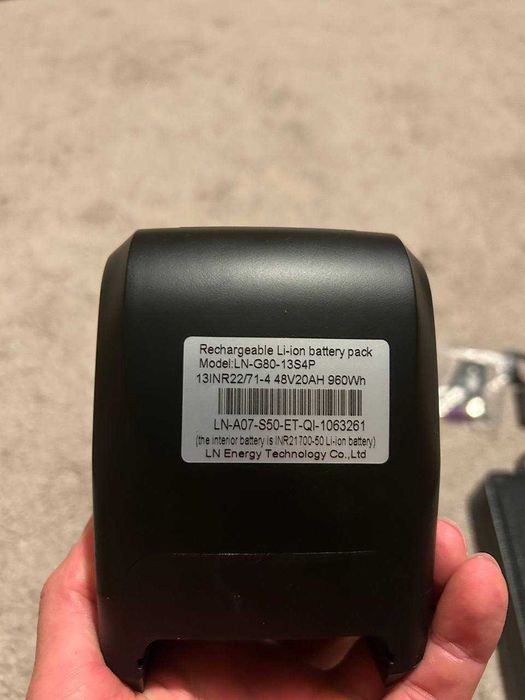 Rechargeable Li-ion battery pack
Model:LN-G80-13S4P
13INR22/71-4 48V20AH 960Wh
LN-A07-S50-ET-QI-1063261
(the interior battery is INR21700-50 Li-ion battery)
LN Energy Technology Co.,Ltd